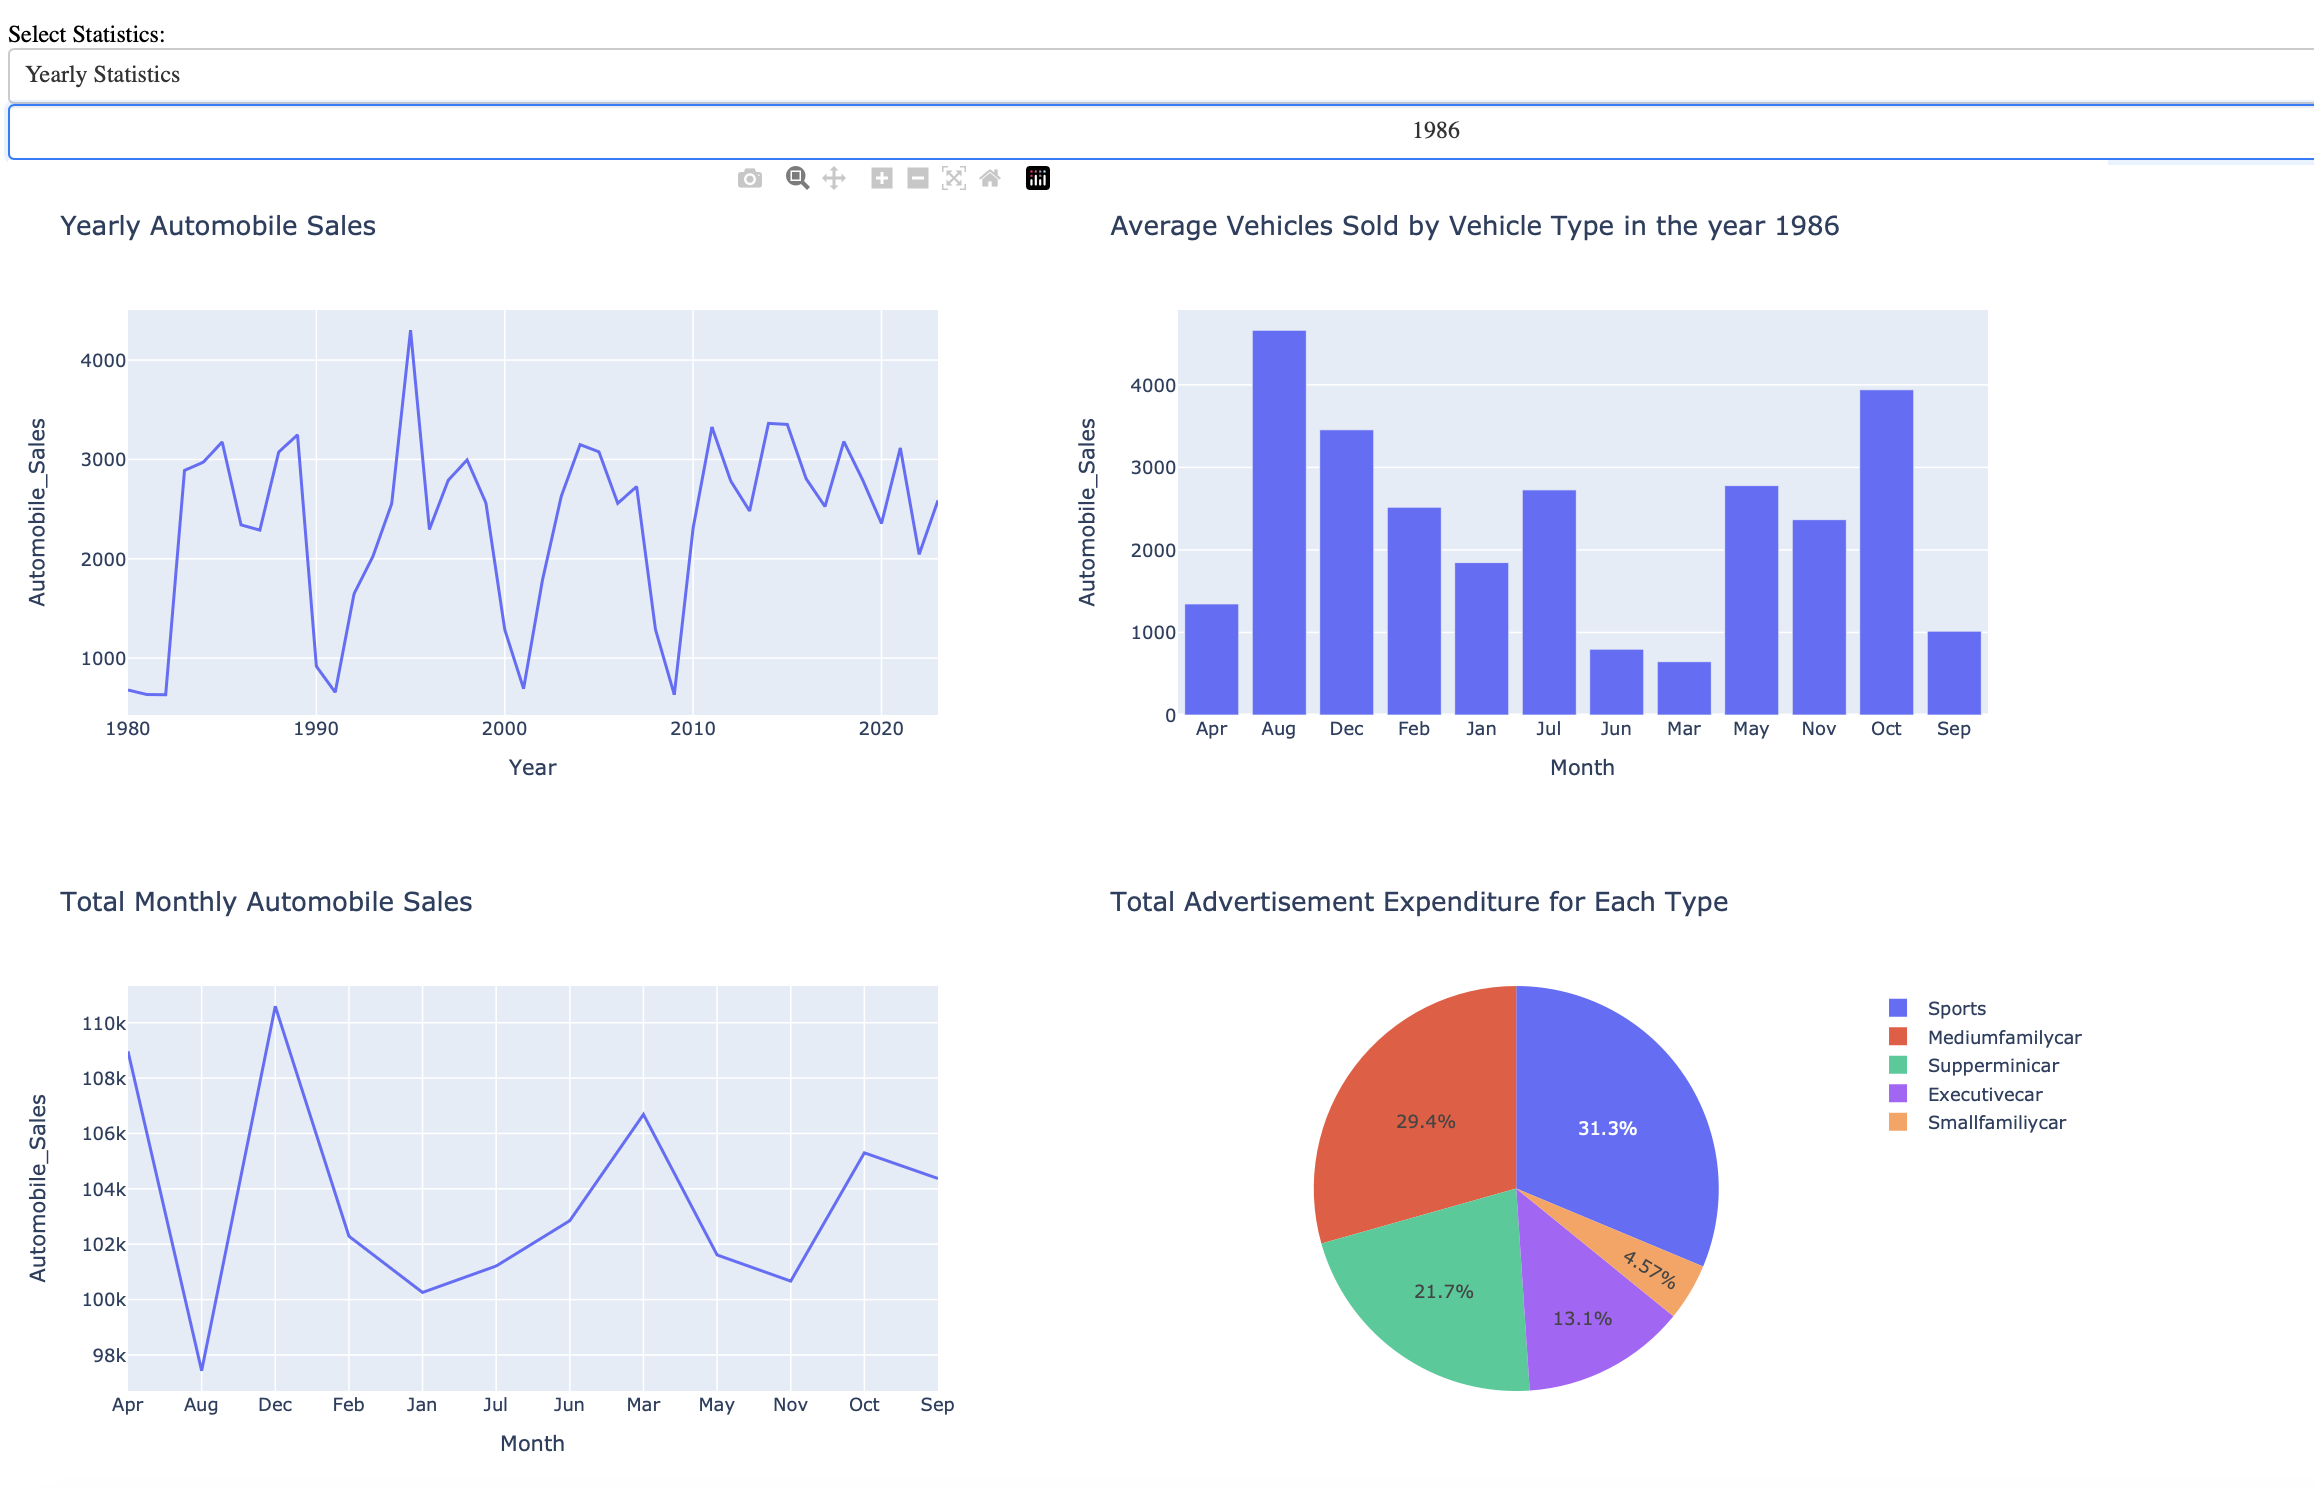 Select Statistics:
Yearly Statistics
1986
Yearly Automobile Sales
4000
3000
2000
1000
Automobile_Sales
1980 1990 2000 2010 2020
Year
Average Vehicles Sold by Vehicle Type in the year 1986
4000
3000
2000
1000
0
Automobile_Sales
Apr Aug Dec Feb Jan Jul Jun Mar May Nov Oct Sep
Month
Total Monthly Automobile Sales
110k
108k
106k
104k
102k
100k
98k
Automobile_Sales
Apr Aug Dec Feb Jan Jul Jun Mar May Nov Oct Sep
Month
Total Advertisement Expenditure for Each Type
29.4%
31.3%
4.57%
21.7%
13.1%
Sports
Mediumfamilycar
Supperminicar
Executivecar
Smallfamiliycar